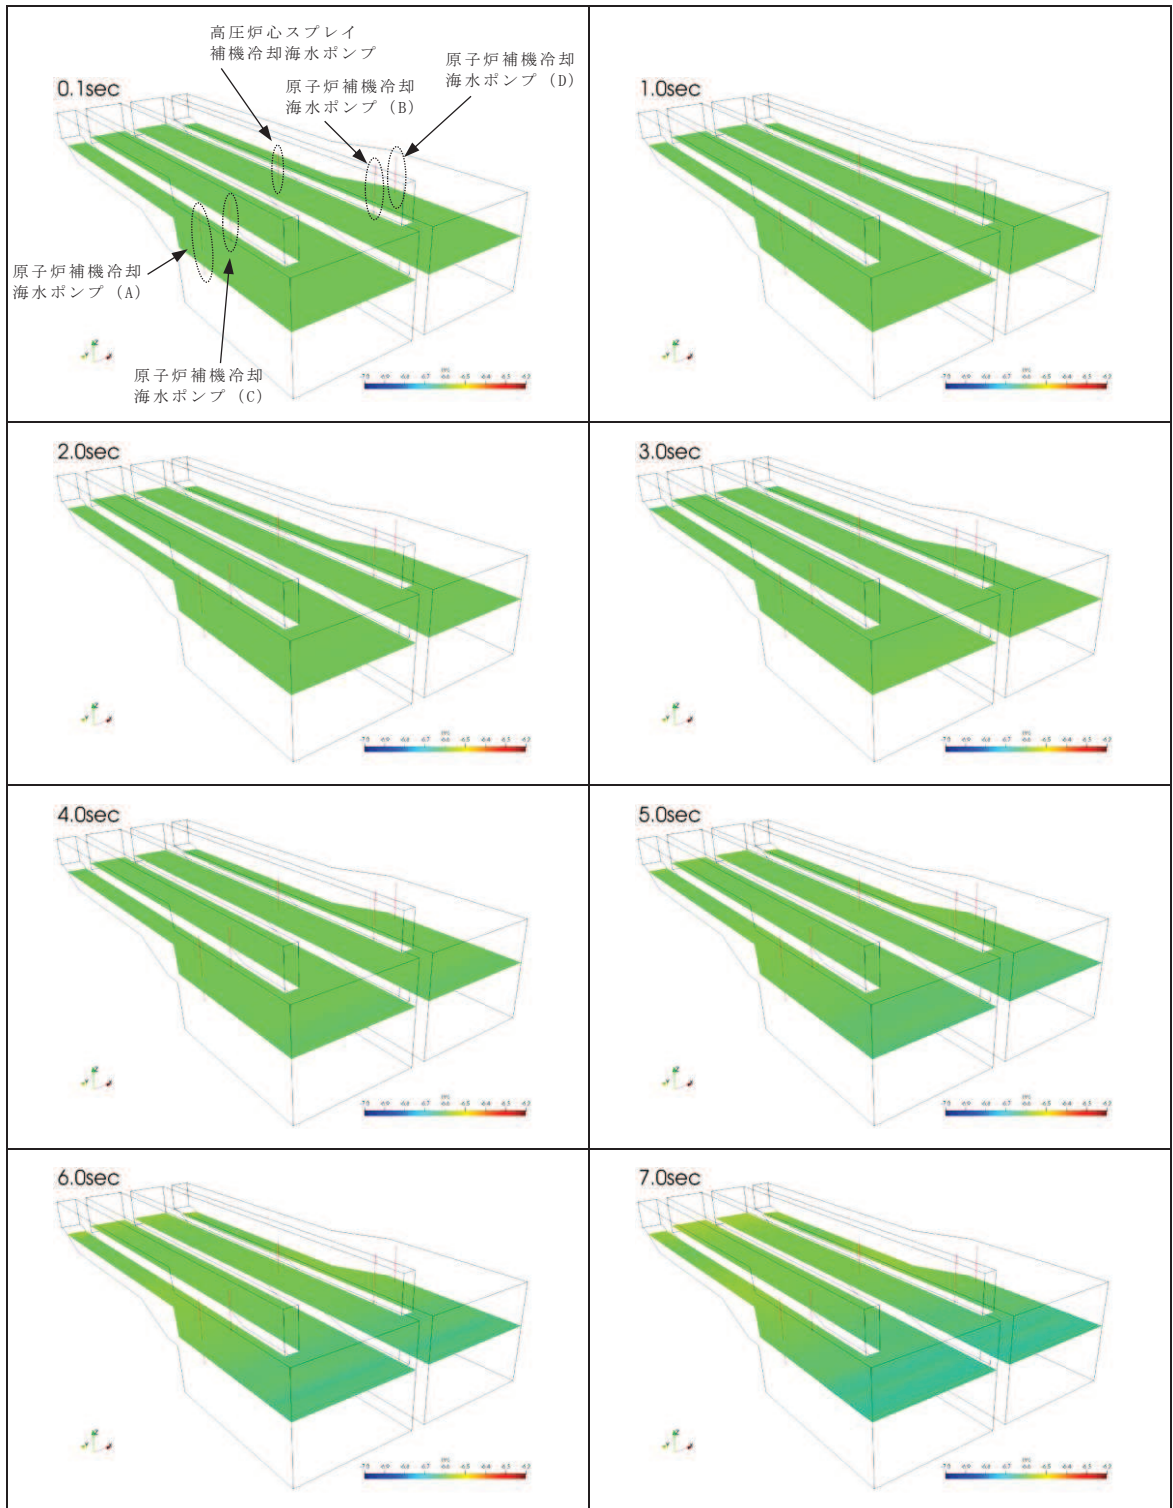 高圧炉心スプレイ
補機冷却海水ポンプ
原子炉補機冷却
海水ポンプ (B)
原子炉補機冷却
海水ポンプ (D)
0.1sec
原子炉補機冷却
海水ポンプ (A)
原子炉補機冷却
海水ポンプ (C)
1.0sec
2.0sec
3.0sec
4.0sec
5.0sec
6.0sec
7.0sec